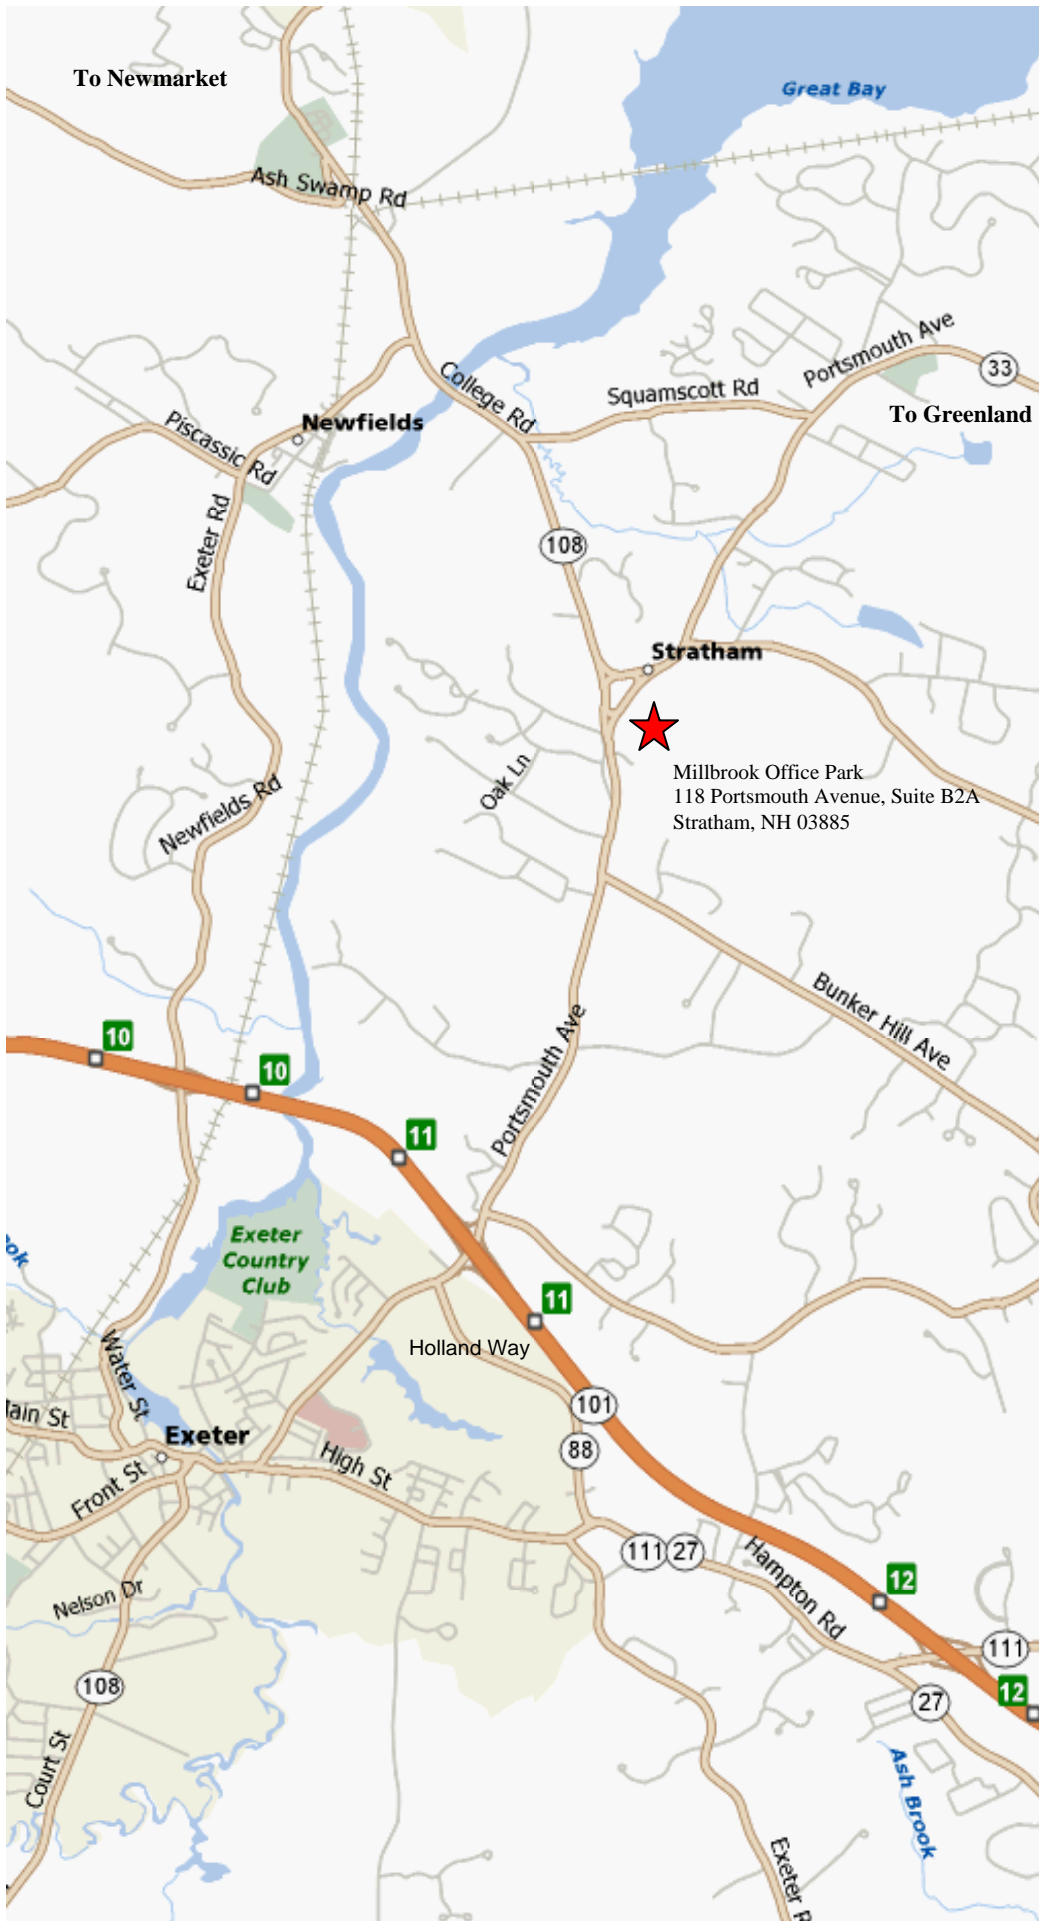 To Newmarket
Great Bay
Ash Swamp Rd
Portsmouth Ave
33
College Rd
Squamscott Rd
To Greenland
Newfields
Piscassic Rd
Exeter Rd
108
Stratham
Oak Ln
Millbrook Office Park
118 Portsmouth Avenue, Suite B2A
Stratham, NH 03885
Newfields Rd
Bunker Hill Ave
Portsmouth Ave
10
10
11
Exeter
Country
Club
11
Holland Way
Water St
101
Exeter
88
High St
Front St
111
27
Hampton Rd
12
Nelson Dr
111
108
12
27
Court St
Ash Brook
Exeter R